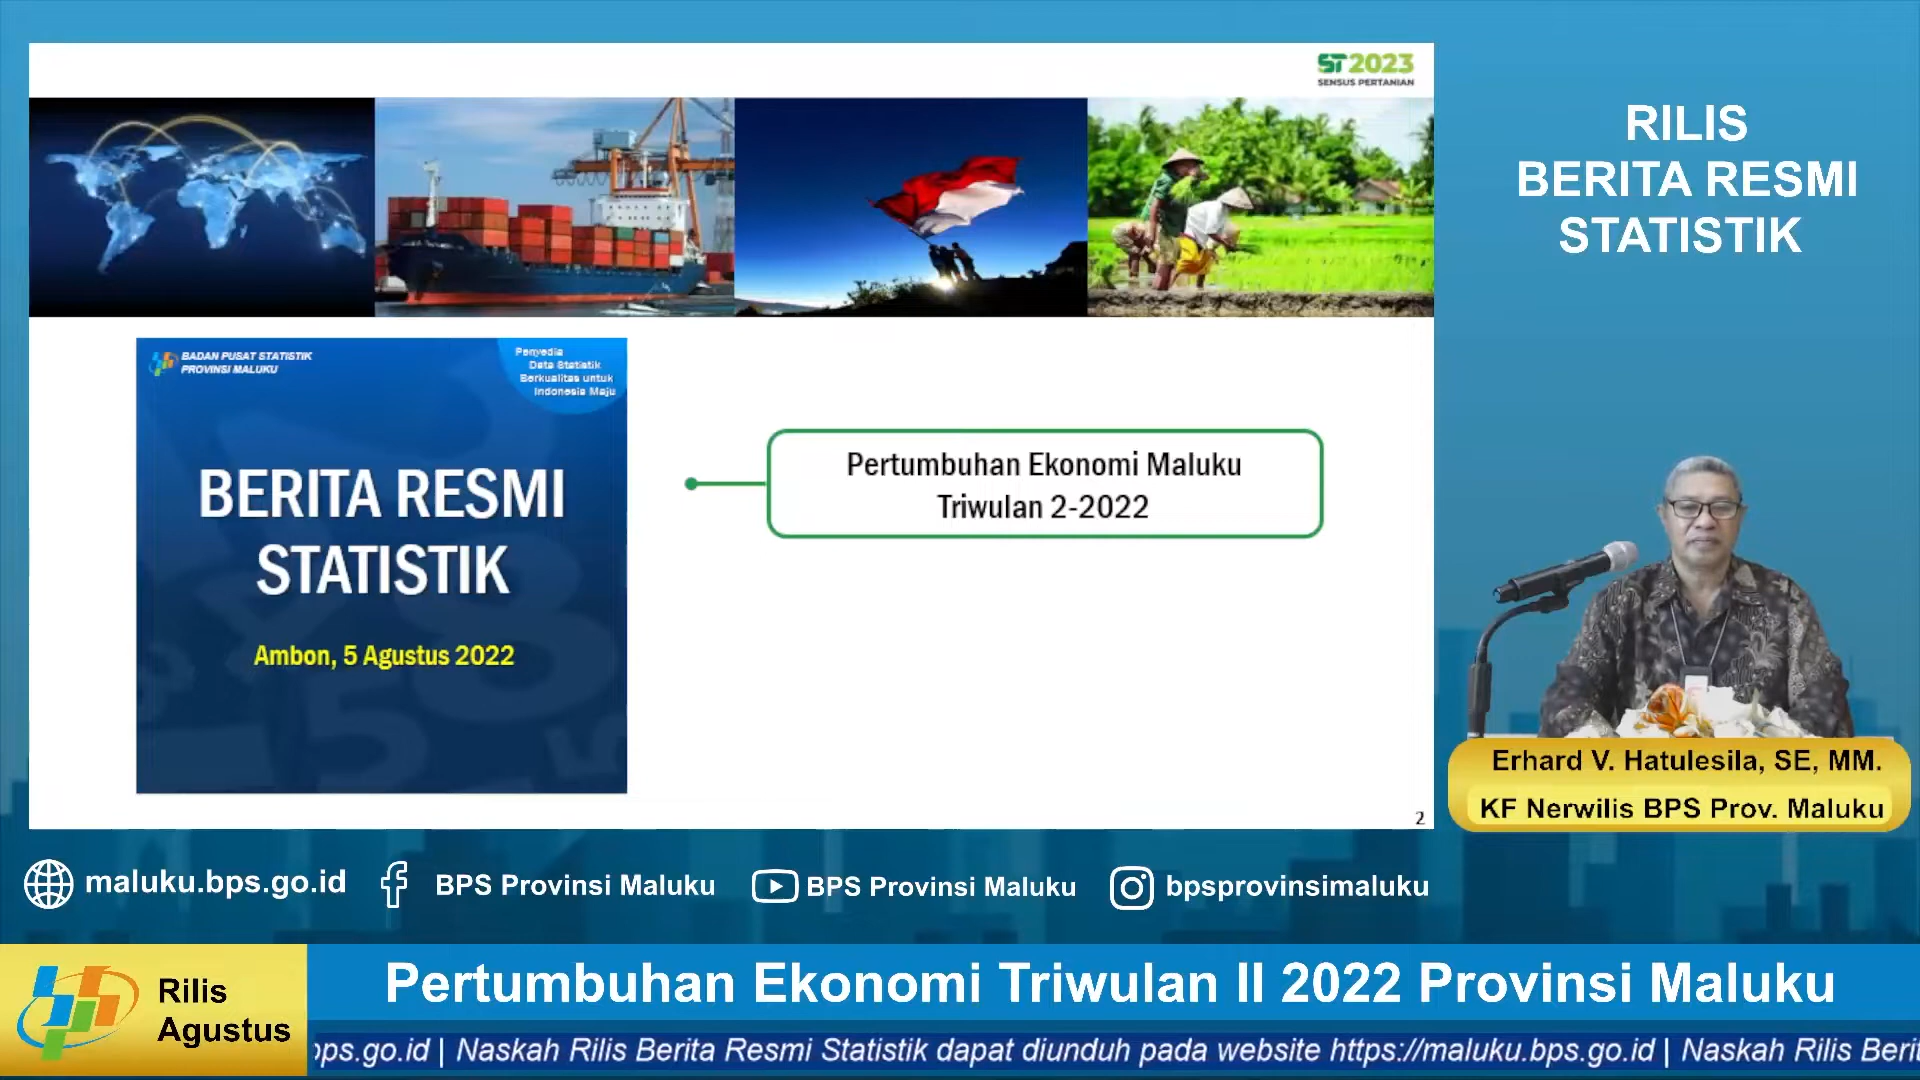 ST2023
SENSUS PERTANIAN
RILIS
BERITA RESMI
STATISTIK
BADAN PUSAT STATISTIK
PROVINSI MALUKU
Penyedia
Data Statistik
Berkualitas untuk
Indonesia Maju
BERITA RESMI
STATISTIK
Ambon, 5 Agustus 2022
Pertumbuhan Ekonomi Maluku
Triwulan 2-2022
2
Erhard V. Hatulesila, SE, MM.
KF Nerwilis BPS Prov. Maluku
maluku.bps.go.id
BPS Provinsi Maluku
BPS Provinsi Maluku
bpsprovinsimaluku
Rilis
Agustus
Pertumbuhan Ekonomi Triwulan II 2022 Provinsi Maluku
ps.go.id | Naskah Rilis Berita Resmi Statistik dapat diunduh pada website https://maluku.bps.go.id | Naskah Rilis Berit